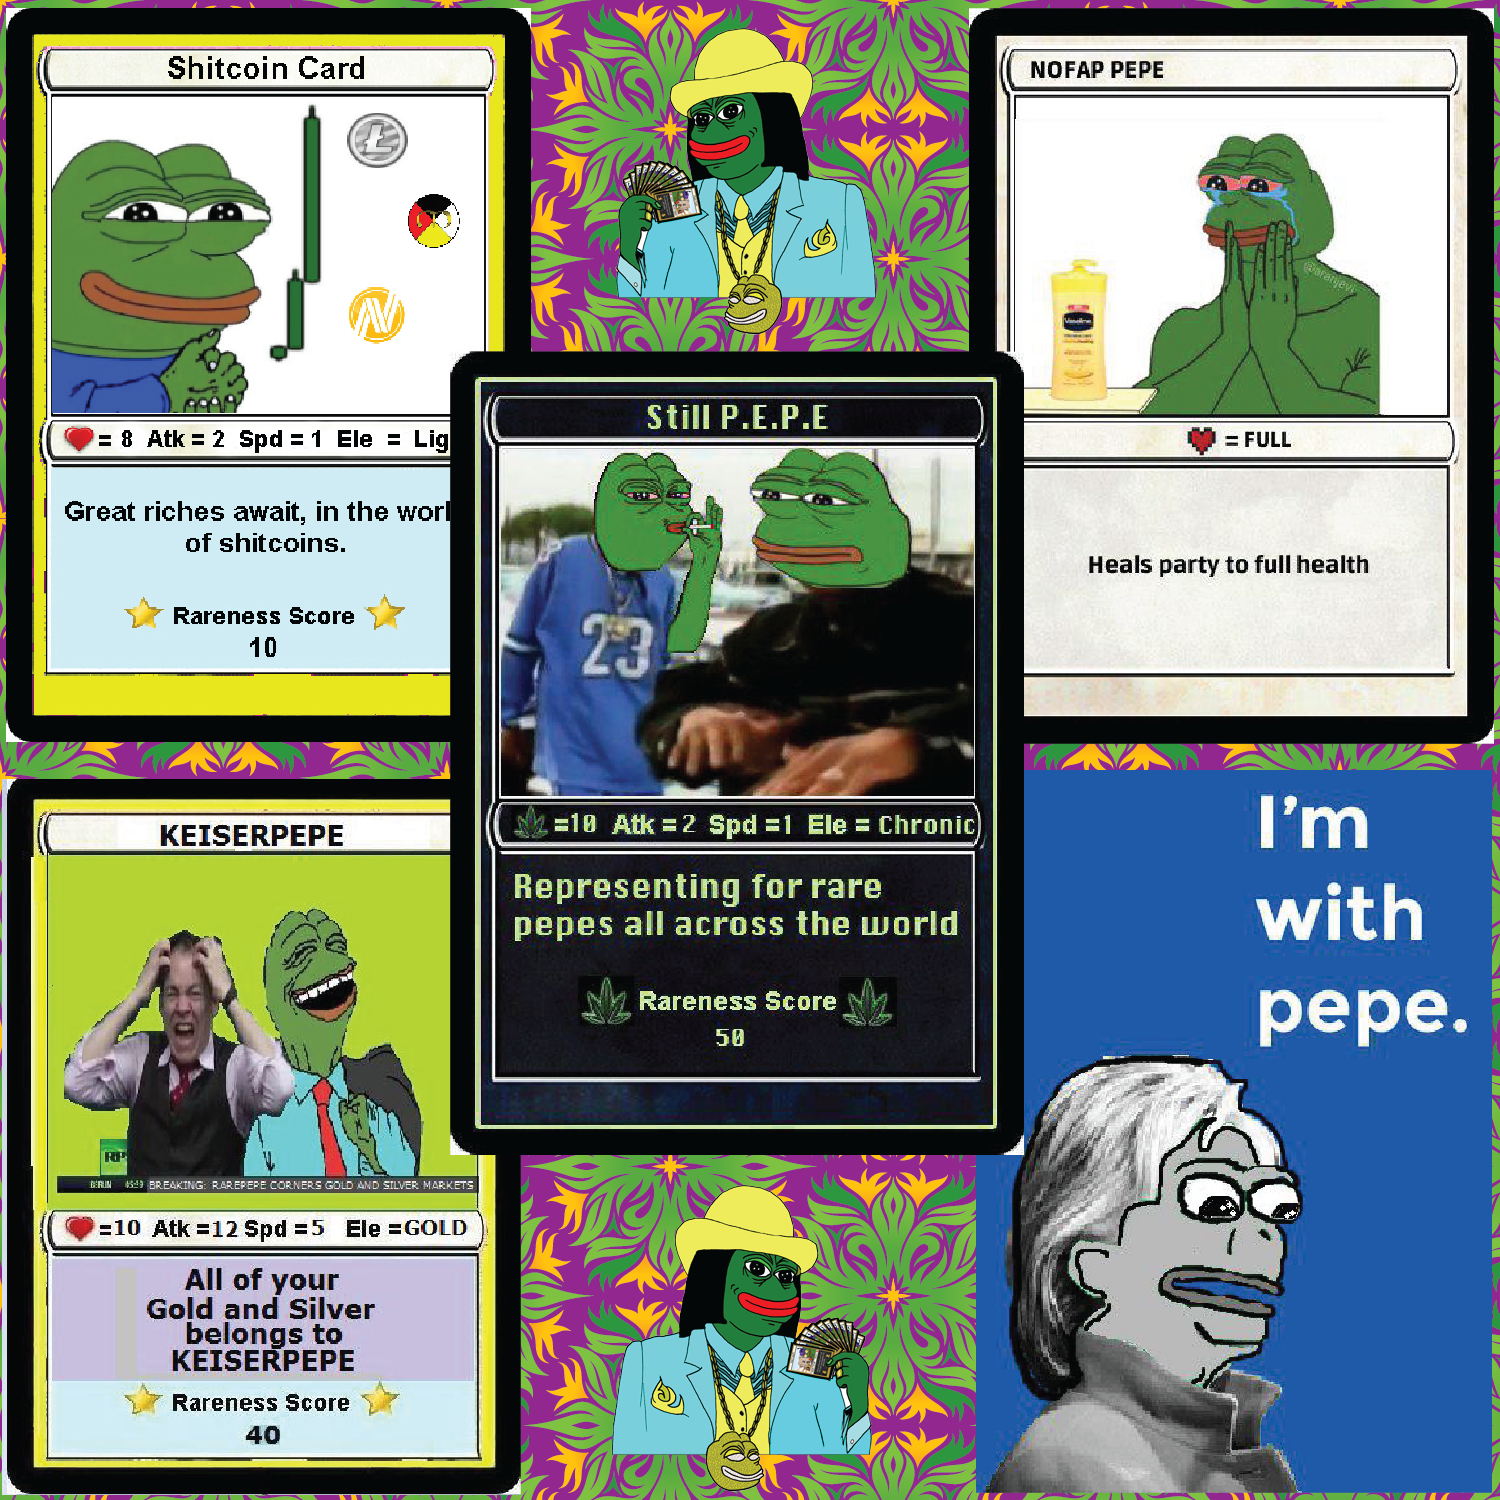 Shitcoin Card
= 8 Atk = 2 Spd = 1 Ele = Lig
Great riches await, in the worl
of shitcoins.
Rareness Score
10
NOFAP PEPE
Vaseline
= FULL
Heals party to full health
Still P.E.P.E
23
=10 Atk =2 Spd =1 Ele = Chronic
Representing for rare
pepes all across the world
Rareness Score
50
KEISERPEPE
RP
BERLIN
BREAKING: RAREPEPE CORNERS GOLD AND SILVER MARKETS
=10 Atk =12 Spd =5 Ele =GOLD
All of your
Gold and Silver
belongs to
KEISERPEPE
Rareness Score
40
I'm
with
pepe.